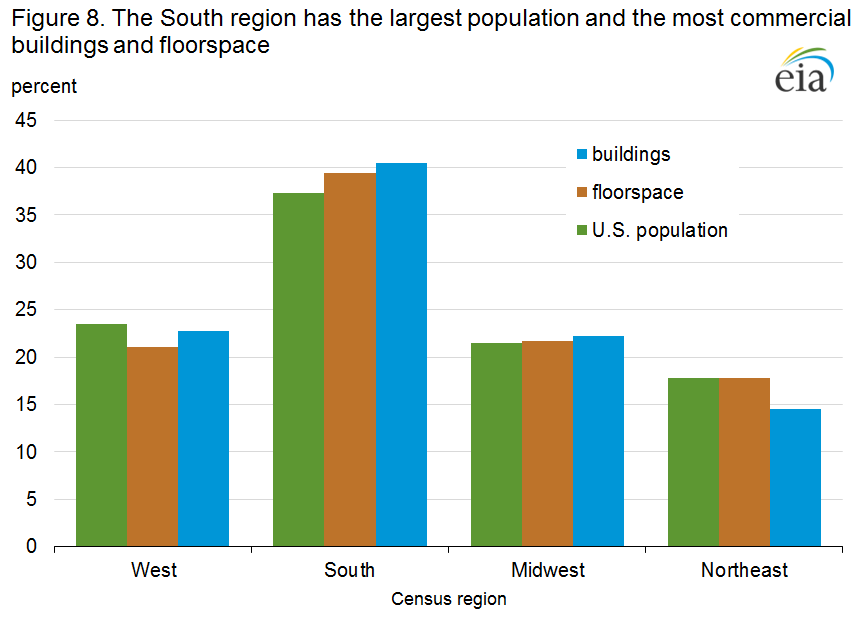 Figure 8. The South region has the largest population and the most commercial
buildings and floorspace
eia
percent
45
40
35
30
25
20
15
10
5
0
buildings
floorspace
U.S. population
West South Midwest Northeast
Census region